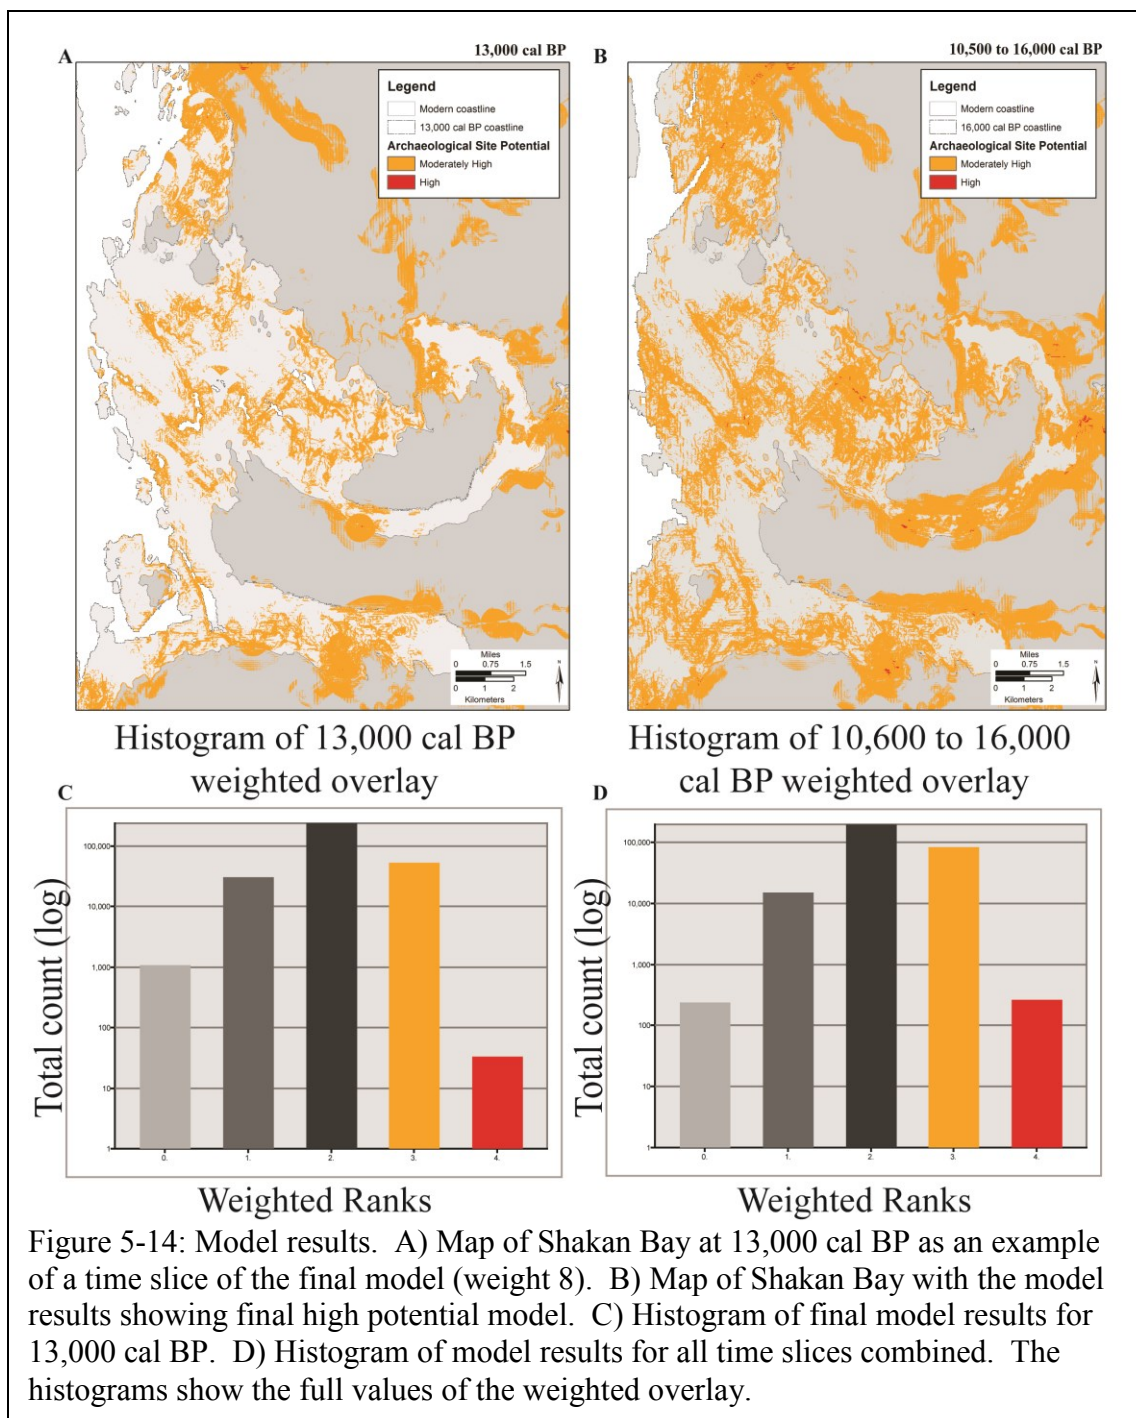 A
13,000 cal BP
Legend
Modern coastline
13,000 cal BP coastline
Archaeological Site Potential
Moderately High
High
Miles
0 0.75 1.5
0 1 2
Kilometers
N
B
10,500 to 16,000 cal BP
Legend
Modern coastline
16,000 cal BP coastline
Archaeological Site Potential
Moderately High
High
Miles
0 0.75 1.5
0 1 2
Kilometers
N
Histogram of 13,000 cal BP
weighted overlay
C
Total count (log)
100,000
10,000
1,000
100
10
1
0. 1. 2. 3. 4.
Weighted Ranks
Histogram of 10,600 to 16,000
cal BP weighted overlay
D
Total count (log)
100,000
10,000
1,000
100
10
1
0. 1. 2. 3. 4.
Weighted Ranks
Figure 5-14: Model results. A) Map of Shakan Bay at 13,000 cal BP as an example
of a time slice of the final model (weight 8). B) Map of Shakan Bay with the model
results showing final high potential model. C) Histogram of final model results for
13,000 cal BP. D) Histogram of model results for all time slices combined. The
histograms show the full values of the weighted overlay.